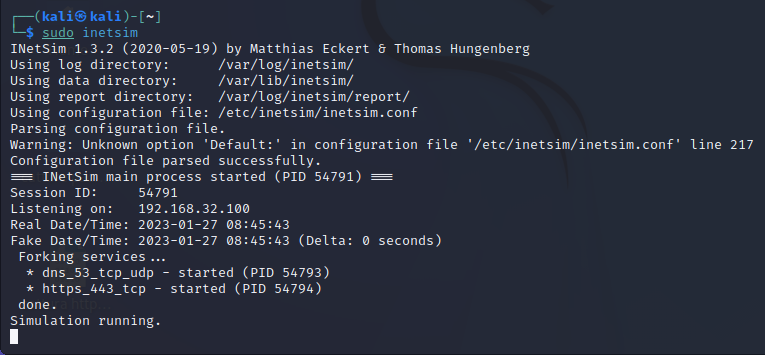 ┌──(kali㉿kali)-[~]
└─$ sudo inetsim
INetSim 1.3.2 (2020-05-19) by Matthias Eckert & Thomas Hungenberg
Using log directory:      /var/log/inetsim/
Using data directory:     /var/lib/inetsim/
Using report directory:   /var/log/inetsim/report/
Using configuration file: /etc/inetsim/inetsim.conf
Parsing configuration file.
Warning: Unknown option 'Default:' in configuration file '/etc/inetsim/inetsim.conf' line 217
Configuration file parsed successfully.
=== INetSim main process started (PID 54791) ===
Session ID:     54791
Listening on:   192.168.32.100
Real Date/Time: 2023-01-27 08:45:43
Fake Date/Time: 2023-01-27 08:45:43 (Delta: 0 seconds)
 Forking services...
  * dns_53_tcp_udp - started (PID 54793)
  * https_443_tcp - started (PID 54794)
 done.
Simulation running.